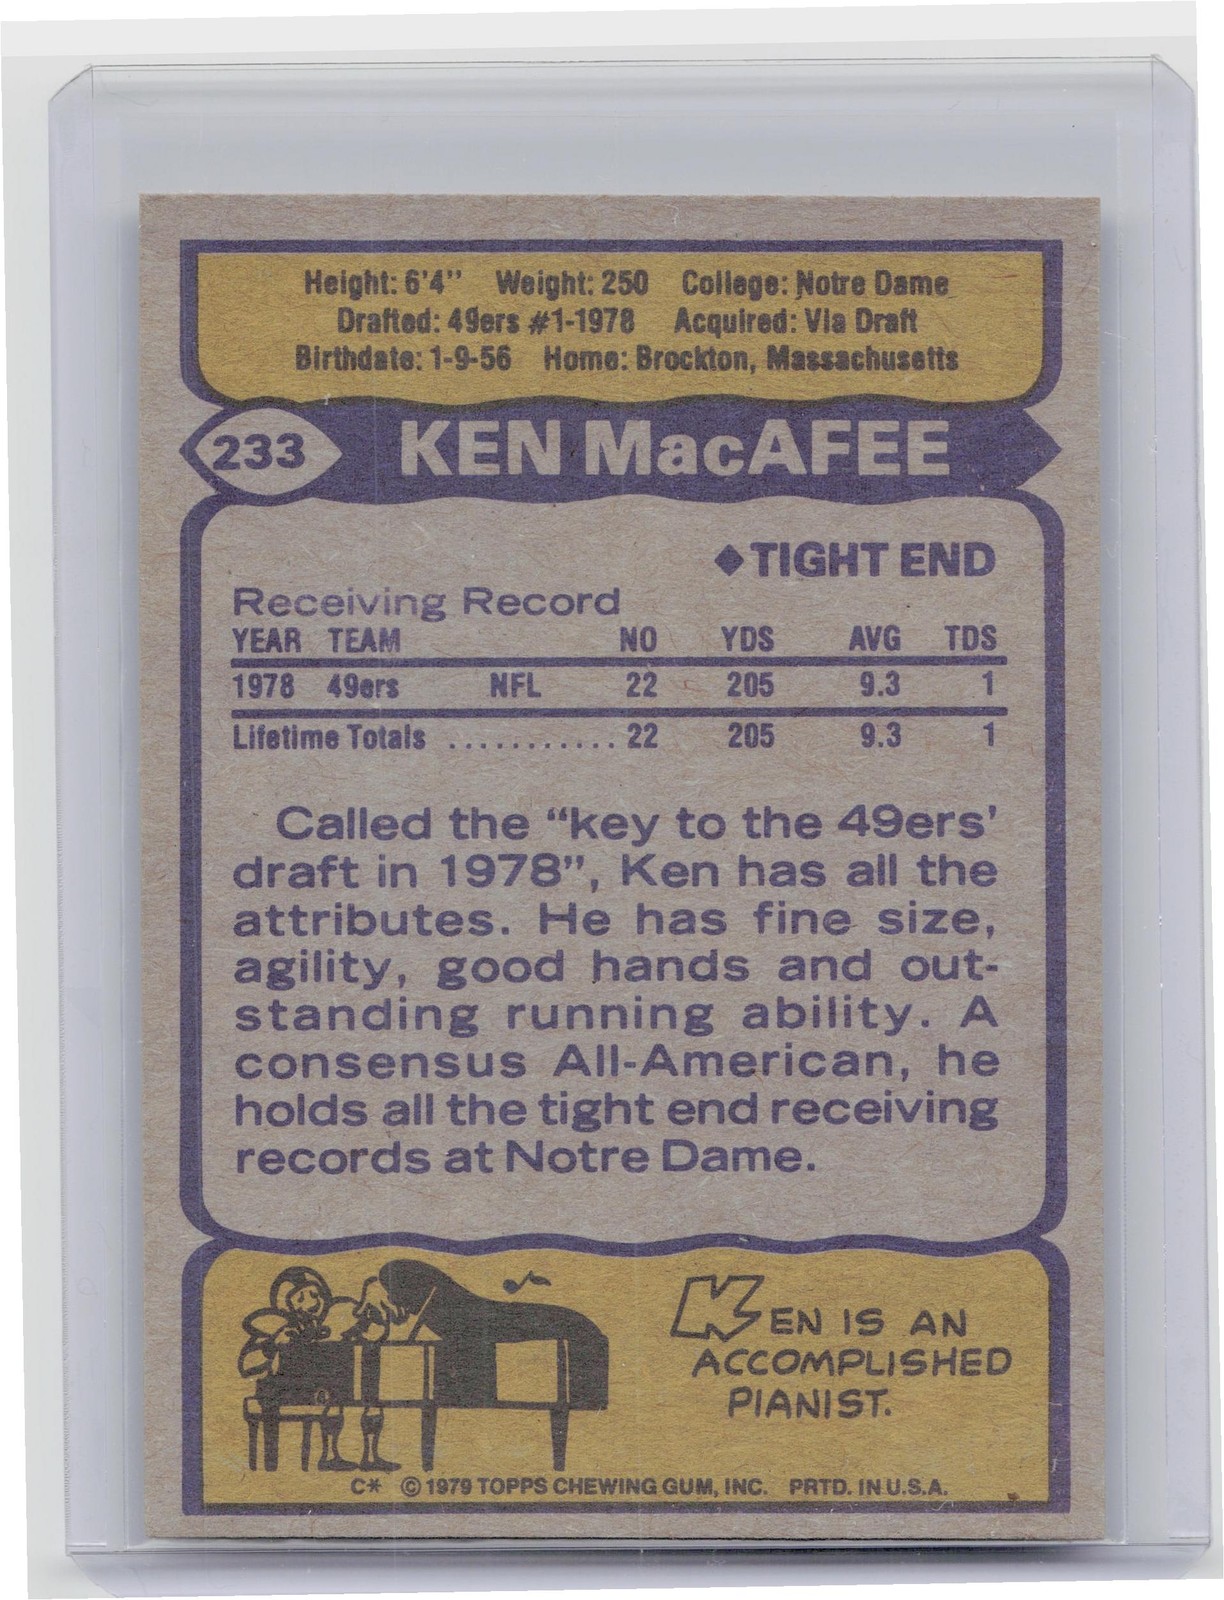 Height: 6'4" Weight: 250 College: Notre Dame
Drafted: 49ers #1-1978 Acquired: Via Draft
Birthdate: 1-9-56 Home: Brockton, Massachusetts
233 KEN MacAFEE
◆TIGHT END
Receiving Record
YEAR TEAM NO YDS AVG TDS
1978 49ers NFL 22 205 9.3 1
Lifetime Totals ............ 22 205 9.3 1
Called the “key to the 49ers'
draft in 1978”, Ken has all the
attributes. He has fine size,
agility, good hands and out-
standing running ability. A
consensus All-American, he
holds all the tight end receiving
records at Notre Dame.
KEN IS AN
ACCOMPLISHED
PIANIST.
C* © 1979 TOPPS CHEWING GUM, INC. PRTD. IN U.S.A.